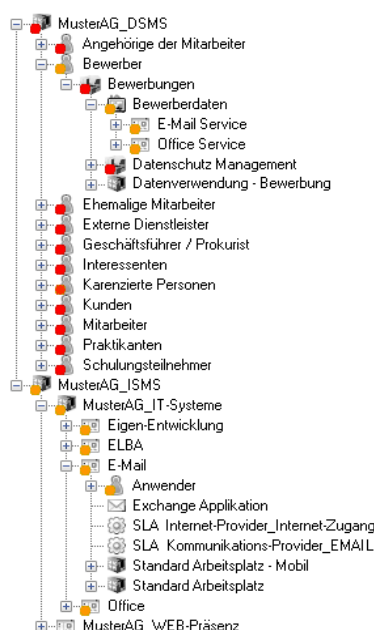 MusterAG_DSMS
Angehörige der Mitarbeiter
Bewerber
Bewerbungen
Bewerberdaten
E-Mail Service
Office Service
Datenschutz Management
Datenverwendung - Bewerbung
Ehemalige Mitarbeiter
Externe Dienstleister
Geschäftsführer / Prokurist
Interessenten
Karenzierte Personen
Kunden
Mitarbeiter
Praktikanten
Schulungsteilnehmer
MusterAG_ISMS
MusterAG_IT-Systeme
Eigen-Entwicklung
ELBA
E-Mail
Anwender
Exchange Applikation
SLA Internet-Provider_Internet-Zugang
SLA Kommunikations-Provider_EMAIL
Standard Arbeitsplatz - Mobil
Standard Arbeitsplatz
Office
MusterAG_WEB-Präsenz